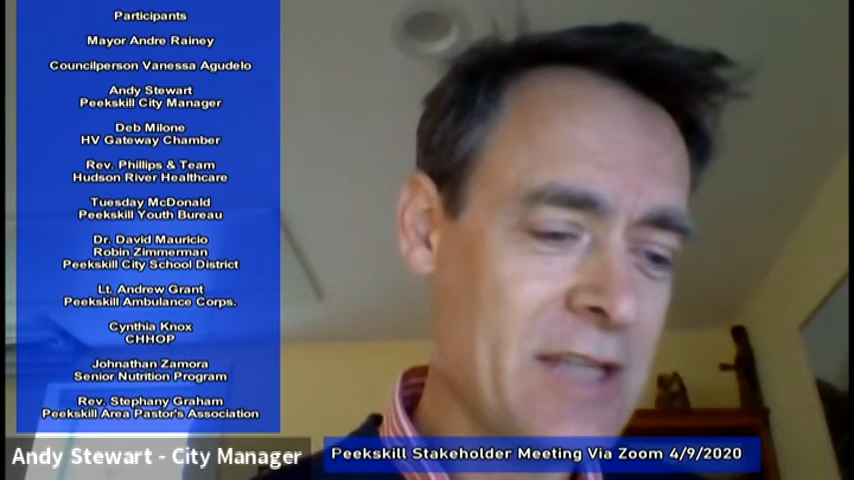 Participants
Mayor Andre Rainey
Councilperson Vanessa Agudelo
Andy Stewart
Peekskill City Manager
Deb Milone
HV Gateway Chamber
Rev. Phillips & Team
Hudson River Healthcare
Tuesday McDonald
Peekskill Youth Bureau
Dr. David Mauricio
Robin Zimmerman
Peekskill City School District
Lt. Andrew Grant
Peekskill Ambulance Corps.
Cynthia Knox
CHHOP
Johnathan Zamora
Senior Nutrition Program
Rev. Stephany Graham
Peekskill Area Pastor's Association
Andy Stewart - City Manager
Peekskill Stakeholder Meeting Via Zoom 4/9/2020